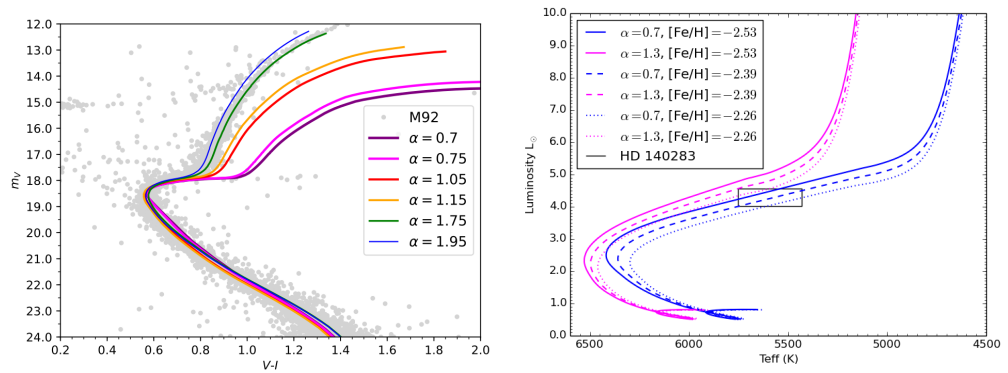 12.0
13.0
14.0
15.0
16.0
17.0
18.0
19.0
20.0
21.0
22.0
23.0
24.0
m_V
0.2 0.4 0.6 0.8 1.0 1.2 1.4 1.6 1.8 2.0
V-I
M92
α = 0.7
α = 0.75
α = 1.05
α = 1.15
α = 1.75
α = 1.95
10.0
9.0
8.0
7.0
6.0
5.0
4.0
3.0
2.0
1.0
0.0
Luminosity L⊙
6500 6000 5500 5000 4500
Teff (K)
α=0.7, [Fe/H]=−2.53
α=1.3, [Fe/H]=−2.53
α=0.7, [Fe/H]=−2.39
α=1.3, [Fe/H]=−2.39
α=0.7, [Fe/H]=−2.26
α=1.3, [Fe/H]=−2.26
HD 140283